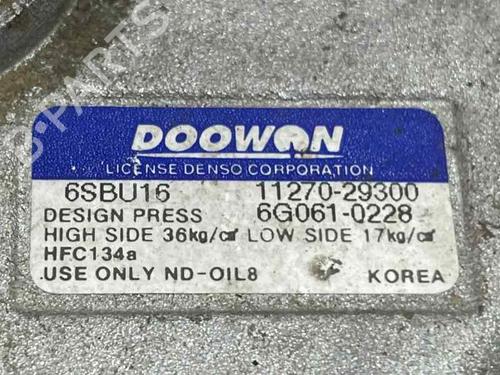 B-PARTS
DOOWON
LICENSE DENSO CORPORATION
6SBU16 11270-29300
DESIGN PRESS 6G061-0228
HIGH SIDE 36kg/c㎡ LOW SIDE 17kg/c㎡
HFC134a
USE ONLY ND-OIL8 KOREA